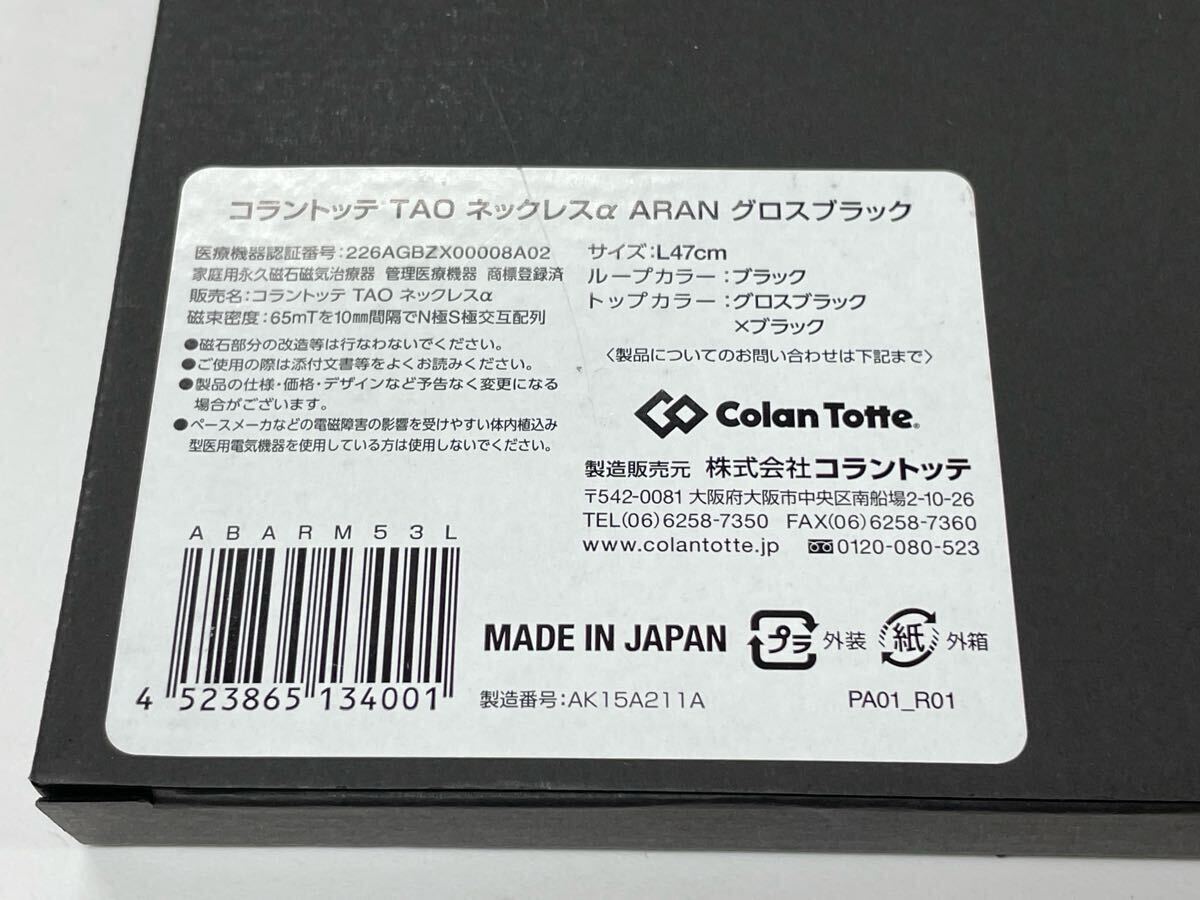 コラントッテ TAO ネックレスα ARAN グロスブラック
医療機器認証番号:226AGBZX00008A02
家庭用永久磁石磁気治療器 管理医療機器 商標登録済
販売名:コラントッテ TAO ネックレスα
磁束密度:65mTを10㎜間隔でN極S極交互配列
●磁石部分の改造等は行なわないでください。
●ご使用の際は添付文書等をよくお読みください。
●製品の仕様・価格・デザインなど予告なく変更になる
場合がございます。
●ペースメーカなどの電磁障害の影響を受けやすい体内植込み
型医用電気機器を使用している方は使用しないでください。
サイズ:L47cm
ループカラー:ブラック
トップカラー:グロスブラック
×ブラック
〈製品についてのお問い合わせは下記まで〉
Colan Totte®
製造販売元 株式会社コラントッテ
〒542-0081 大阪府大阪市中央区南船場2-10-26
TEL(06)6258-7350 FAX(06)6258-7360
www.colantotte.jp 0120-080-523
ABARM53L
4 523865 134001
MADE IN JAPAN
プラ 外装 紙 外箱
製造番号:AK15A211A
PA01_R01